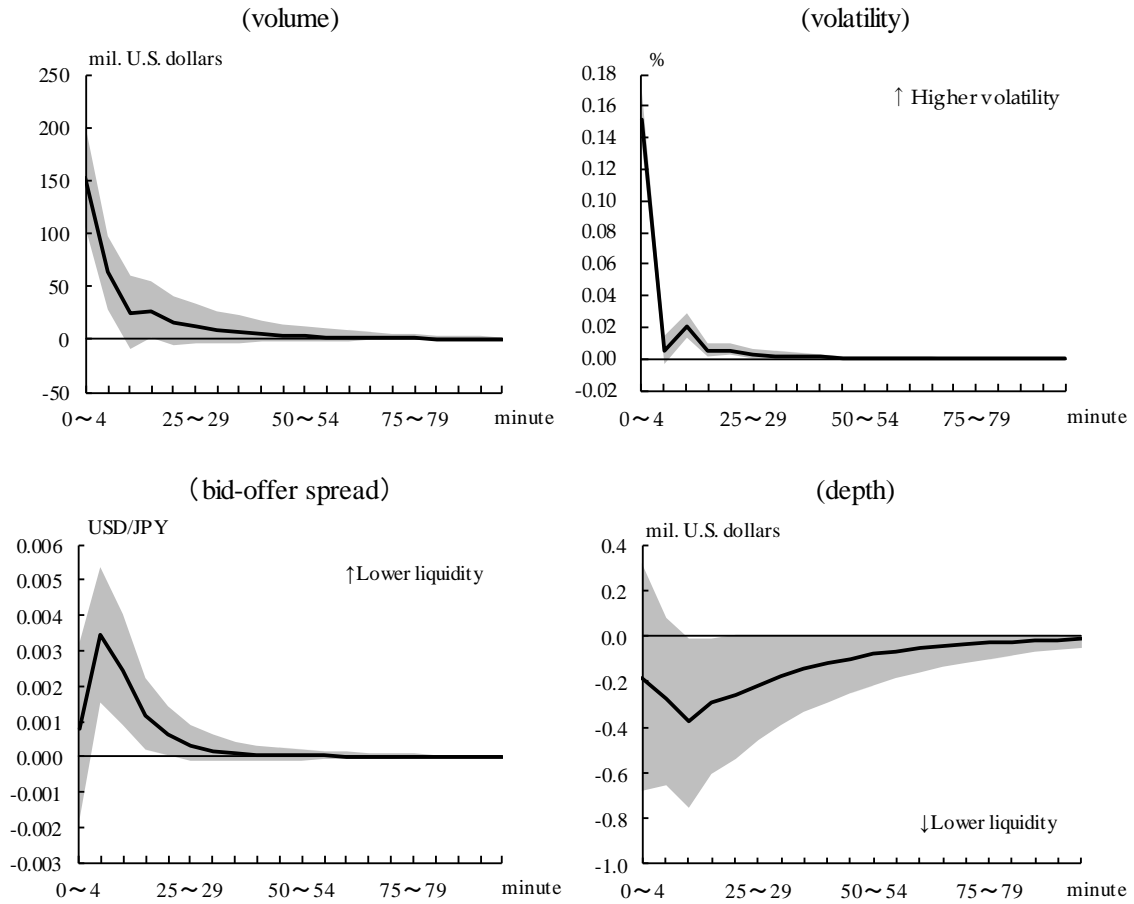 (volume)
mil. U.S. dollars
250
200
150
100
50
0
-50
0～4 25～29 50～54 75～79 minute
(volatility)
%
↑ Higher volatility
0.18
0.16
0.14
0.12
0.10
0.08
0.06
0.04
0.02
0.00
-0.02
0～4 25～29 50～54 75～79 minute
（bid-offer spread）
USD/JPY
↑Lower liquidity
0.006
0.005
0.004
0.003
0.002
0.001
0.000
-0.001
-0.002
-0.003
0～4 25～29 50～54 75～79 minute
(depth)
mil. U.S. dollars
0.4
0.2
0.0
-0.2
-0.4
-0.6
-0.8
-1.0
↓Lower liquidity
0～4 25～29 50～54 75～79 minute